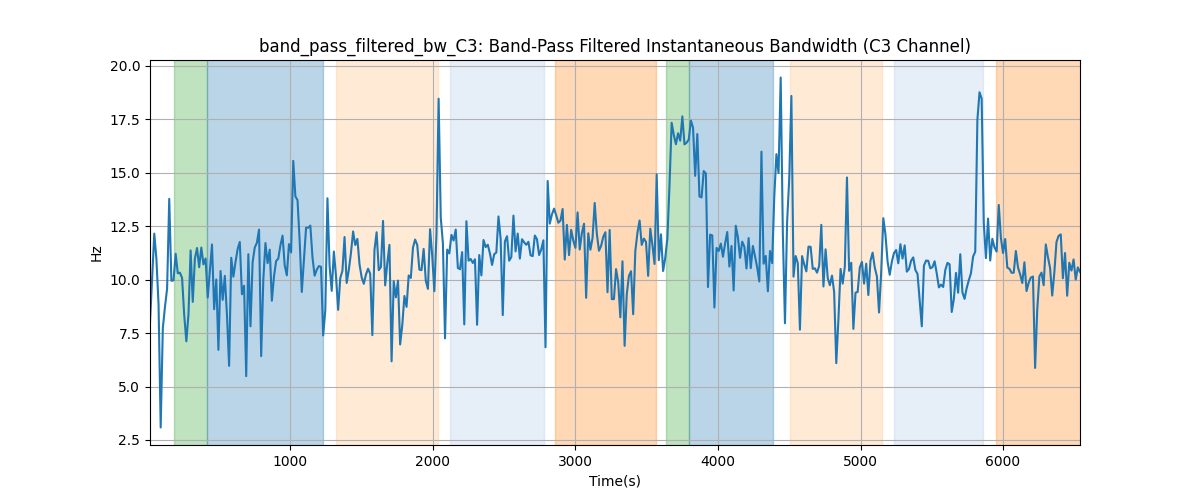 band_pass_filtered_bw_C3: Band-Pass Filtered Instantaneous Bandwidth (C3 Channel)
20.0
17.5
15.0
12.5
10.0
7.5
5.0
2.5
Hz
1000 2000 3000 4000 5000 6000
Time(s)